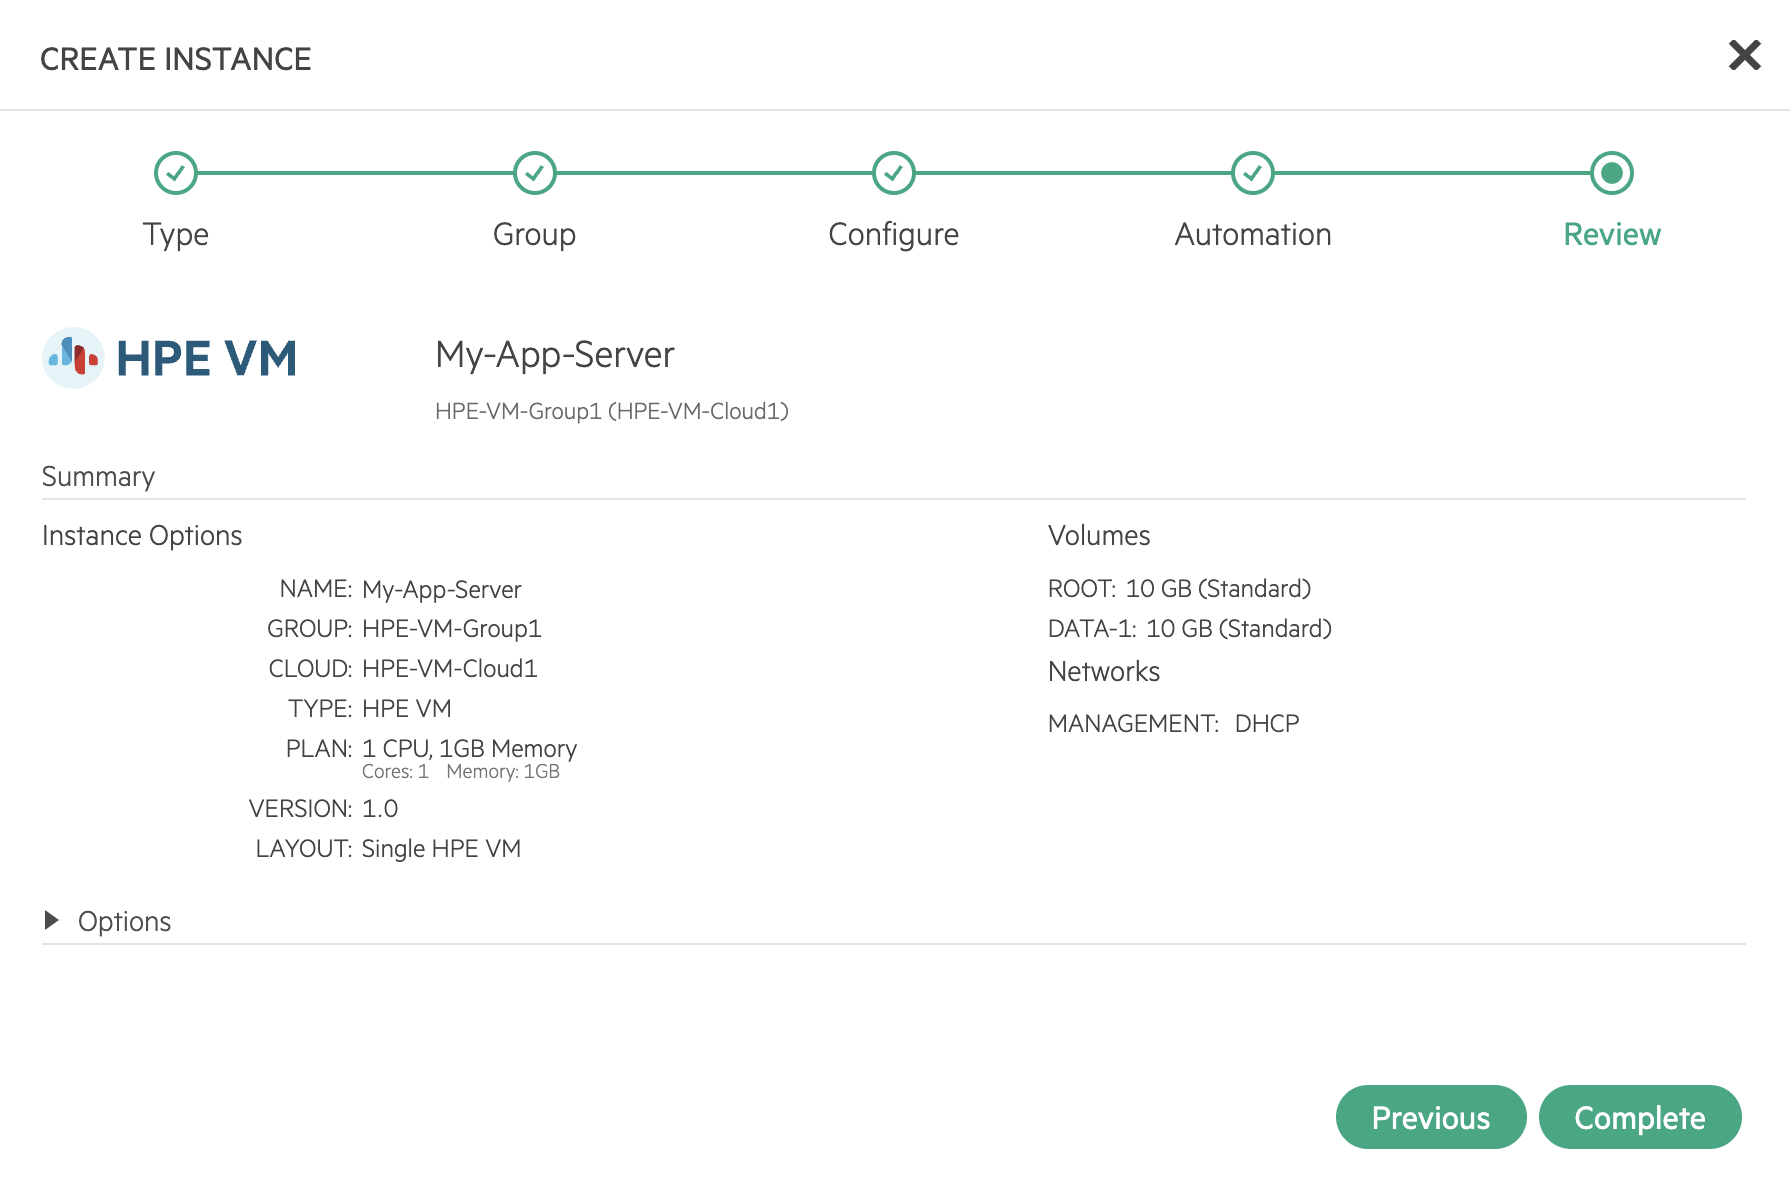 CREATE INSTANCE
Type
Group
Configure
Automation
Review
HPE VM
My-App-Server
HPE-VM-Group1 (HPE-VM-Cloud1)
Summary
Instance Options
NAME: My-App-Server
GROUP: HPE-VM-Group1
CLOUD: HPE-VM-Cloud1
TYPE: HPE VM
PLAN: 1 CPU, 1GB Memory
Cores: 1 Memory: 1GB
VERSION: 1.0
LAYOUT: Single HPE VM
Volumes
ROOT: 10 GB (Standard)
DATA-1: 10 GB (Standard)
Networks
MANAGEMENT: DHCP
Options
Previous
Complete